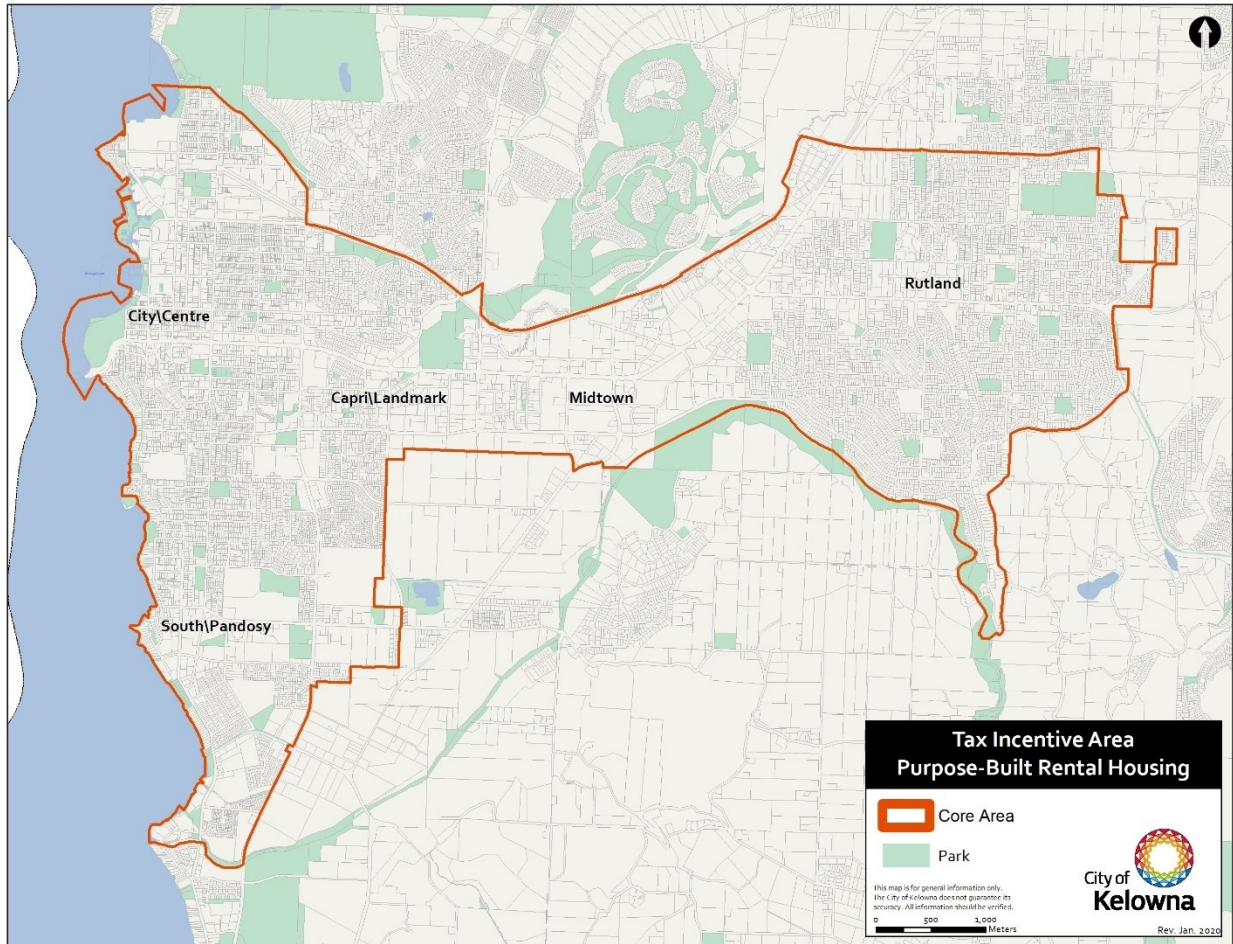 City\Centre
Rutland
Capri\Landmark
Midtown
South\Pandosy
Tax Incentive Area
Purpose-Built Rental Housing
Core Area
Park
This map is for general information only.
The City of Kelowna does not guarantee its
accuracy. All information should be verified.
0 500 1,000
Meters
City of
Kelowna
Rev. Jan. 2020